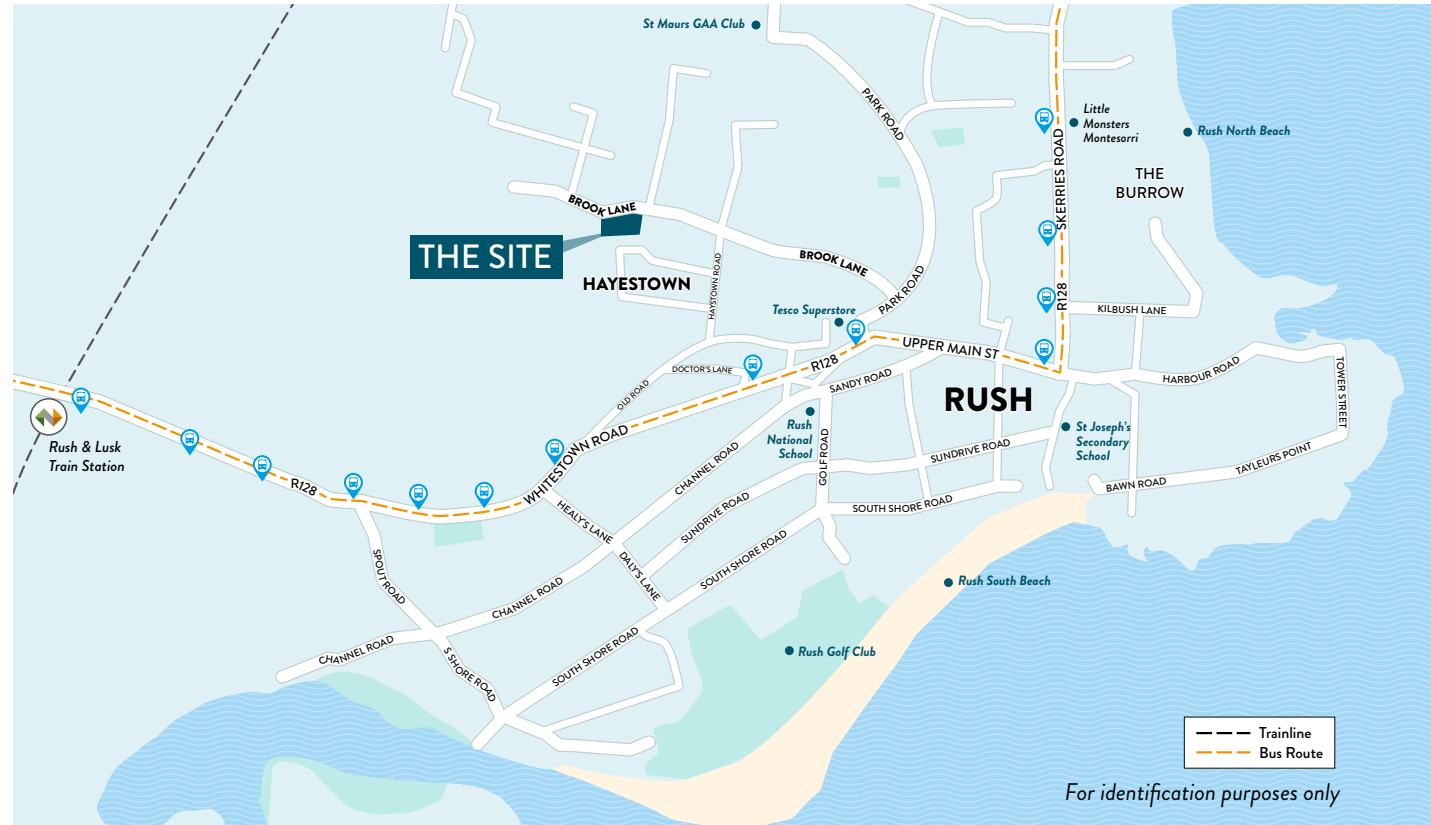 St Maurs GAA Club
PARK ROAD
Little
Monsters
Montesorri
Rush North Beach
SKERRIES ROAD
THE
BURROW
BROOK LANE
THE SITE
HAYESTOWN
HAYSTOWN ROAD
BROOK LANE
PARK ROAD
R128
KILBUSH LANE
Tesco Superstore
UPPER MAIN ST
R128
DOCTOR'S LANE
OLD ROAD
SANDY ROAD
HARBOUR ROAD
TOWER STREET
RUSH
Rush
National
School
GOLF ROAD
St Joseph's
Secondary
School
Rush & Lusk
Train Station
WHITESTOWN ROAD
CHANNEL ROAD
SUNDRIVE ROAD
TAYLEURS POINT
BAWN ROAD
R128
SUNDRIVE ROAD
SOUTH SHORE ROAD
HEALY'S LANE
DALY'S LANE
SOUTH SHORE ROAD
SPOUT ROAD
CHANNEL ROAD
Rush South Beach
CHANNEL ROAD
S SHORE ROAD
SOUTH SHORE ROAD
Rush Golf Club
Trainline
Bus Route
For identification purposes only